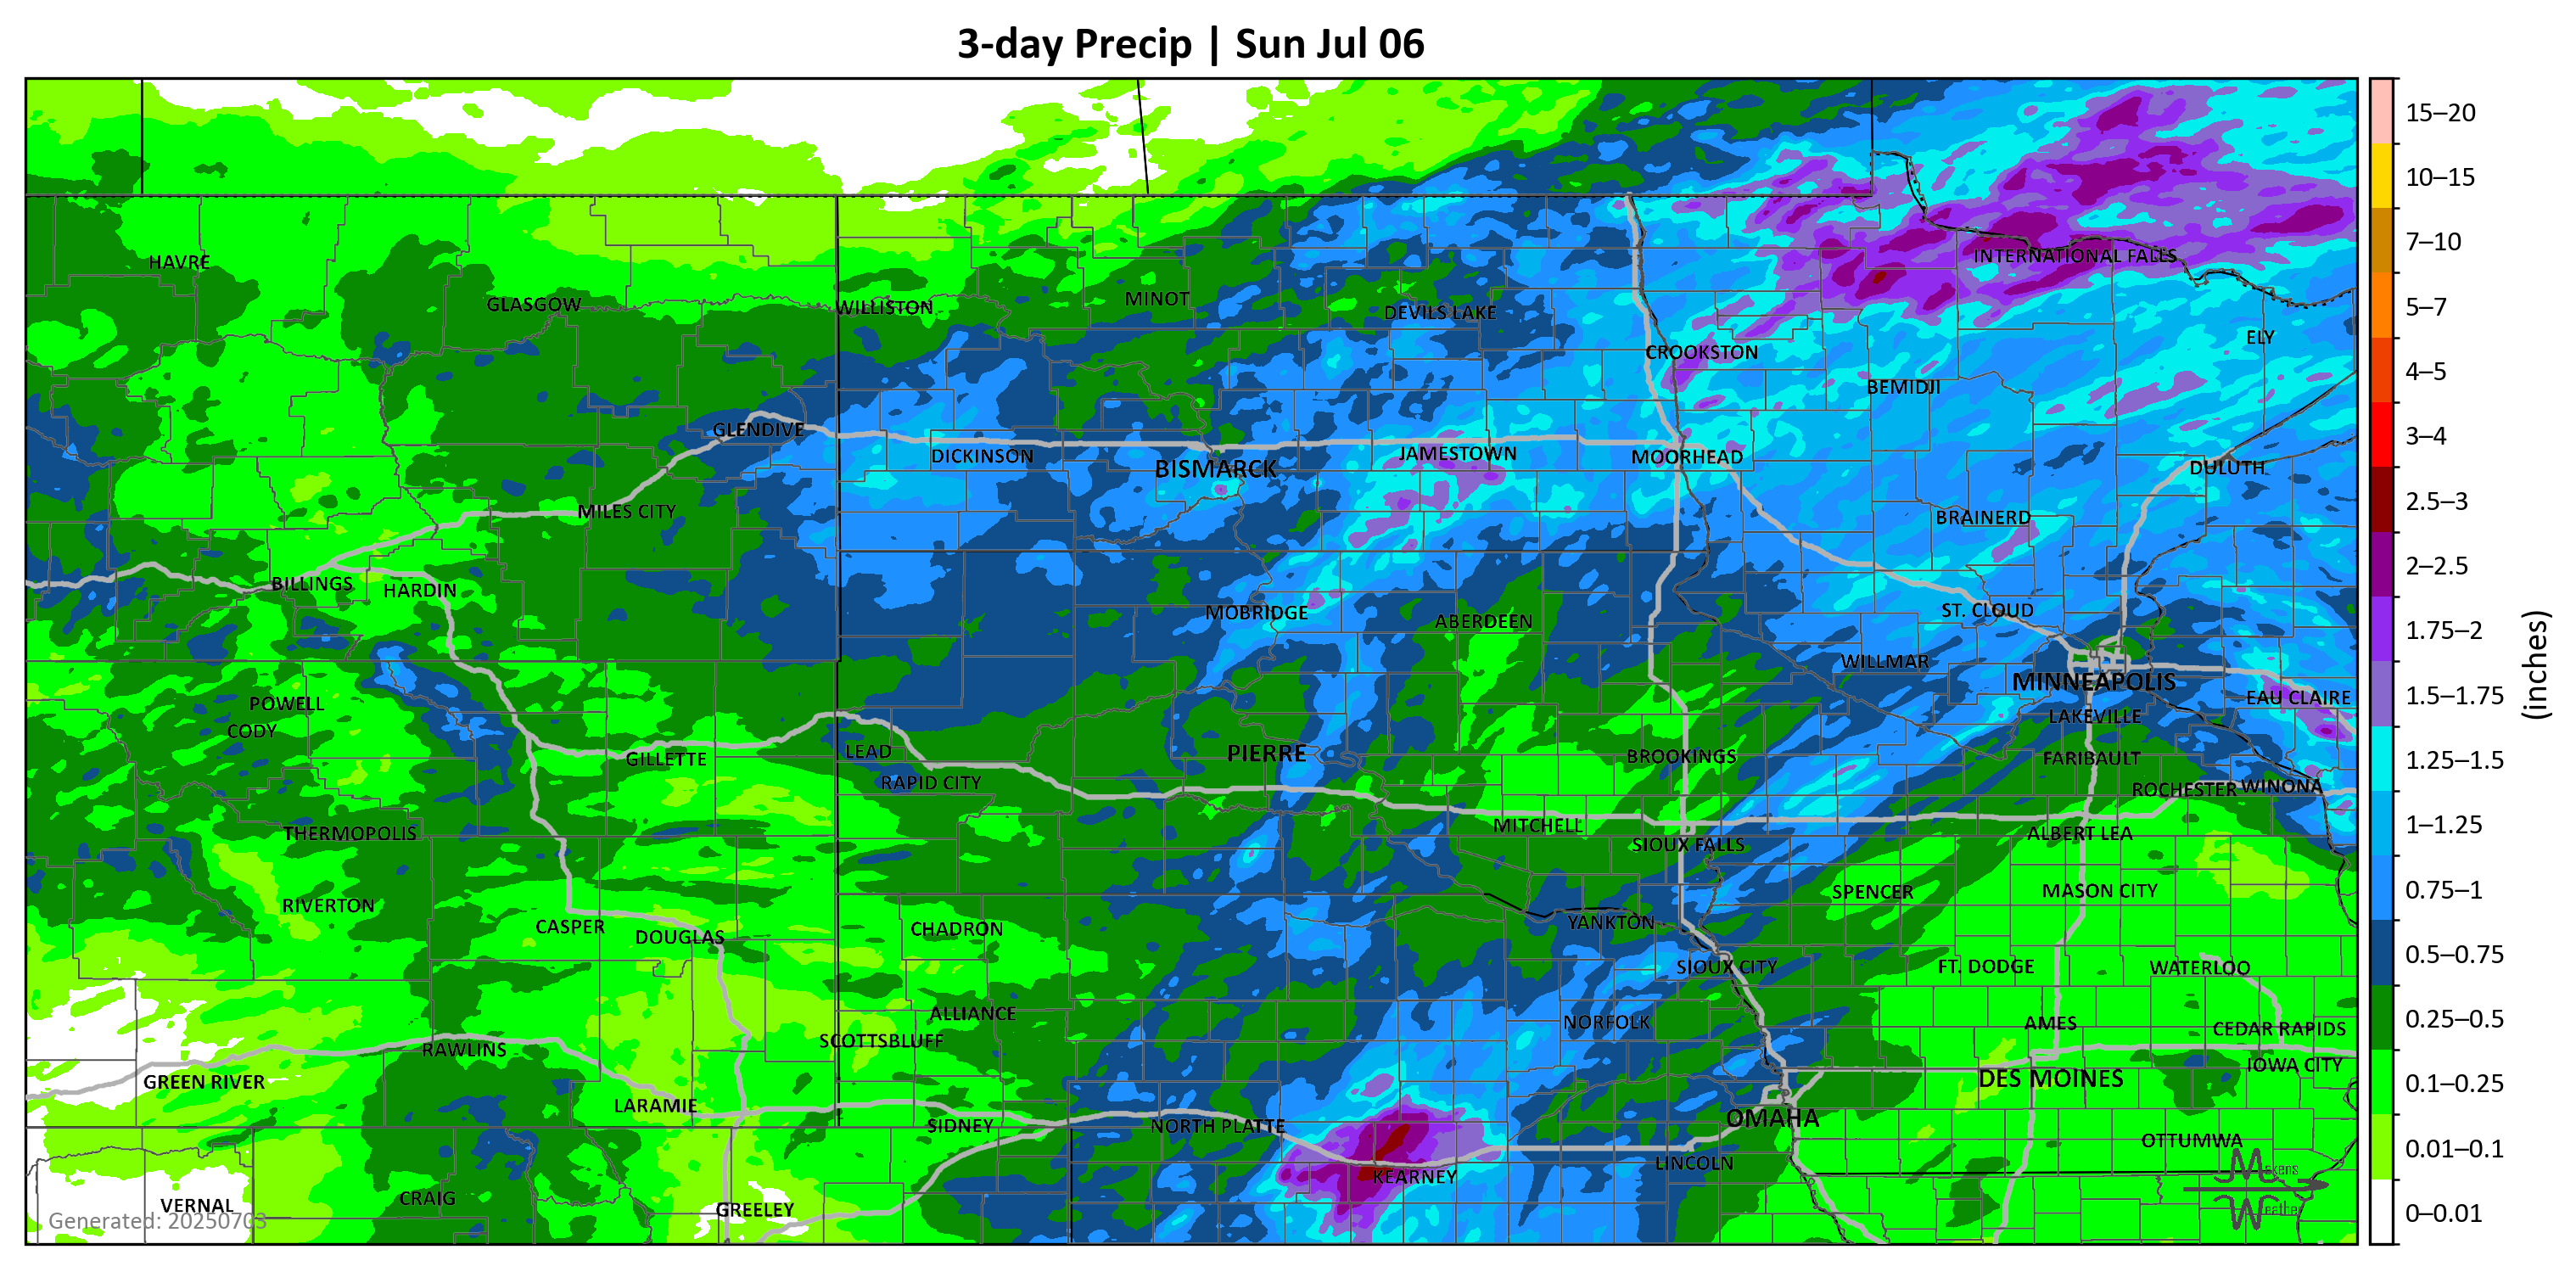 3-day Precip | Sun Jul 06
15–20
10–15
7–10
5–7
4–5
3–4
2.5–3
2–2.5
1.75–2
1.5–1.75
1.25–1.5
1–1.25
0.75–1
0.5–0.75
0.25–0.5
0.1–0.25
0.01–0.1
0–0.01
(inches)
HAVRE
INTERNATIONAL FALLS
GLASGOW
WILLISTON
MINOT
DEVILS LAKE
ELY
CROOKSTON
BEMIDJI
GLENDIVE
DICKINSON
BISMARCK
JAMESTOWN
MOORHEAD
DULUTH
MILES CITY
BRAINERD
BILLINGS
HARDIN
MOBRIDGE
ABERDEEN
ST. CLOUD
WILLMAR
MINNEAPOLIS
POWELL
EAU CLAIRE
CODY
LAKEVILLE
GILLETTE
LEAD
PIERRE
BROOKINGS
FARIBAULT
RAPID CITY
ROCHESTER
WINONA
THERMOPOLIS
MITCHELL
ALBERT LEA
SIOUX FALLS
RIVERTON
SPENCER
MASON CITY
CASPER
DOUGLAS
CHADRON
YANKTON
SIOUX CITY
FT. DODGE
WATERLOO
ALLIANCE
NORFOLK
AMES
CEDAR RAPIDS
RAWLINS
SCOTTSBLUFF
IOWA CITY
GREEN RIVER
DES MOINES
LARAMIE
SIDNEY
NORTH PLATTE
OMAHA
OTTUMWA
LINCOLN
KEARNEY
Makens
Weather
VERNAL
CRAIG
GREELEY
Generated: 20250703